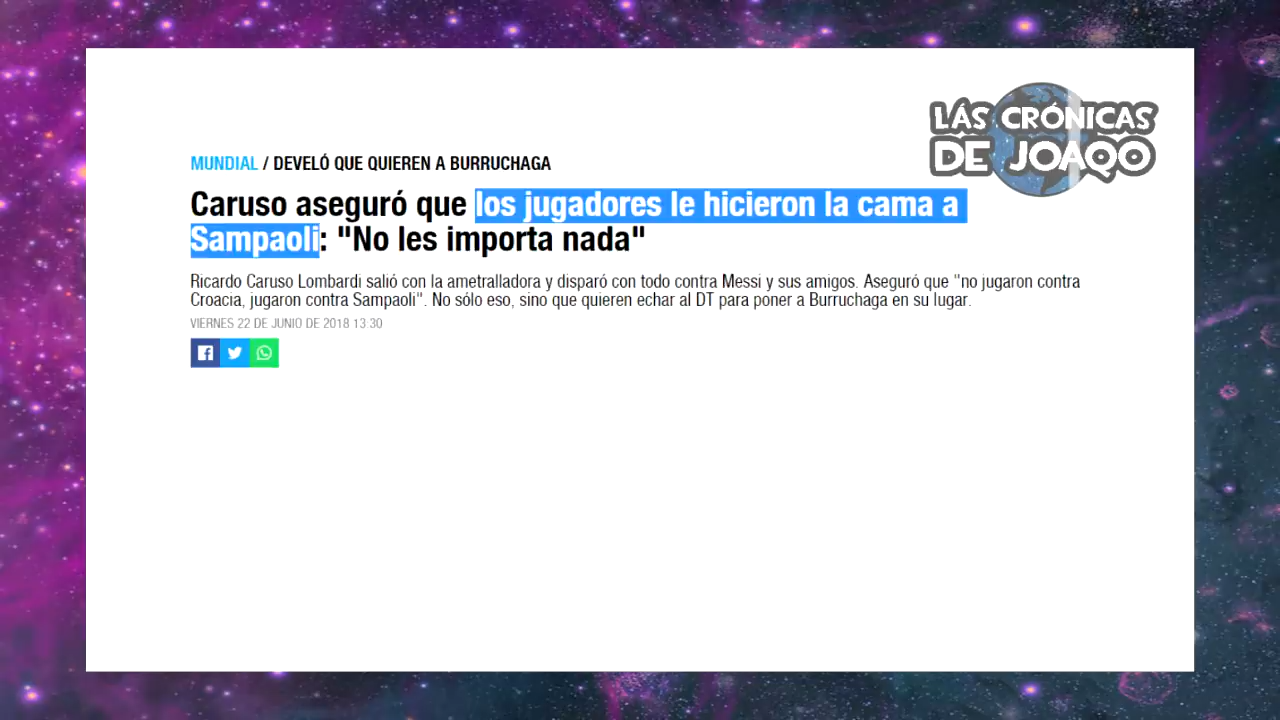 LÁS CRÓNICAS
DE JOAQO
MUNDIAL / DEVELÓ QUE QUIEREN A BURRUCHAGA
Caruso aseguró que los jugadores le hicieron la cama a
Sampaoli: "No les importa nada"
Ricardo Caruso Lombardi salió con la ametralladora y disparó con todo contra Messi y sus amigos. Aseguró que "no jugaron contra
Croacia, jugaron contra Sampaoli". No sólo eso, sino que quieren echar al DT para poner a Burruchaga en su lugar.
VIERNES 22 DE JUNIO DE 2018 13:30